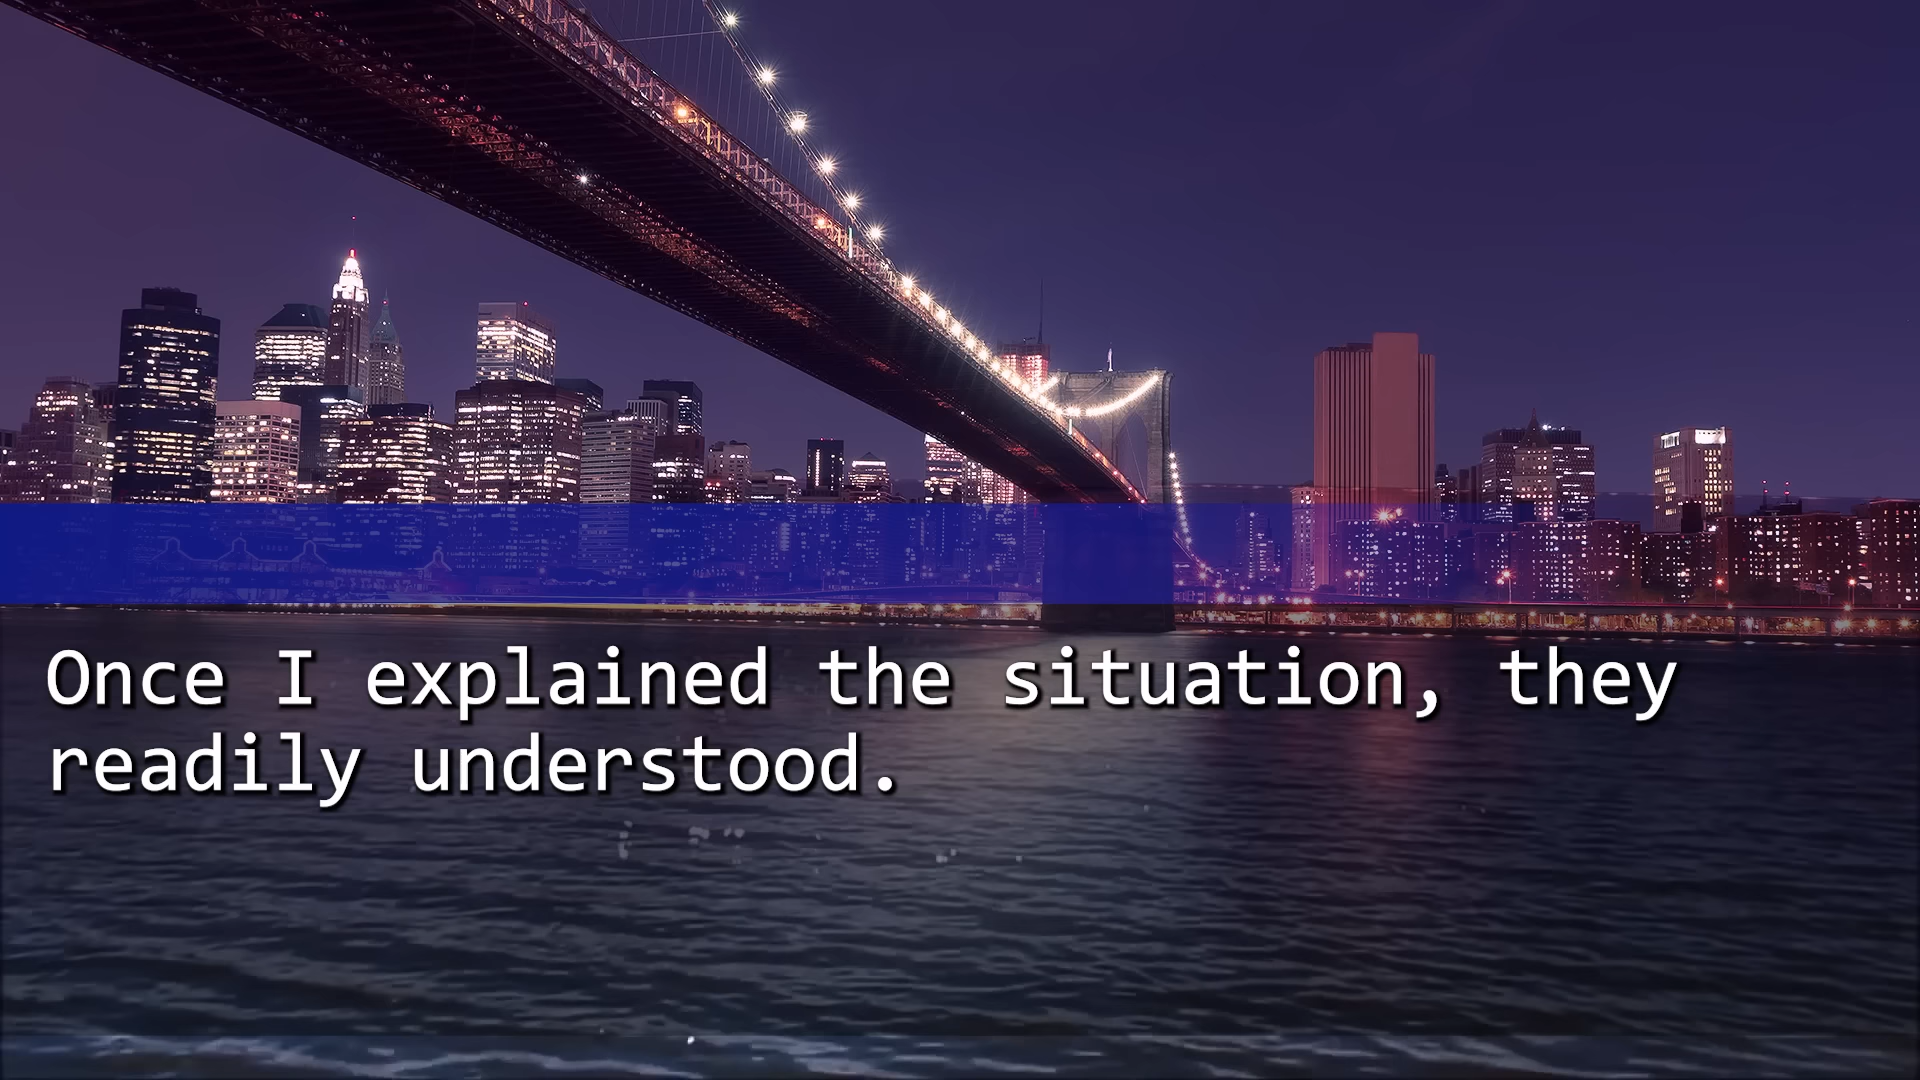 Once I explained the situation, they
readily understood.